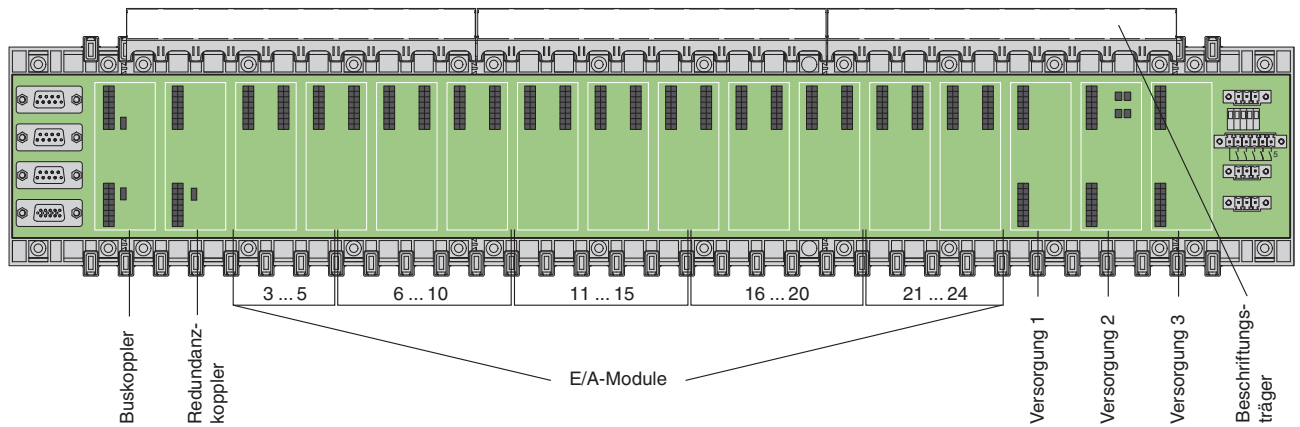 5
3 ... 5
6 ... 10
11 ... 15
16 ... 20
21 ... 24
E/A-Module
Buskoppler
Redundanz-
koppler
Versorgung 1
Versorgung 2
Versorgung 3
Beschriftungs-
träger